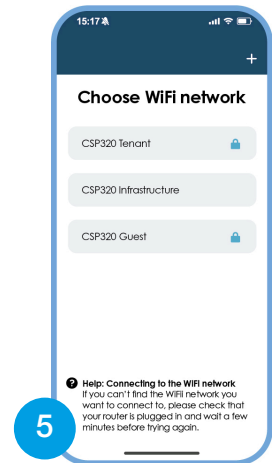 15:17
+
Choose WiFi network
CSP320 Tenant
CSP320 Infrastructure
CSP320 Guest
? Help: Connecting to the WiFi network
If you can't find the WiFi network you
want to connect to, please check that
your router is plugged in and wait a few
minutes before trying again.
5